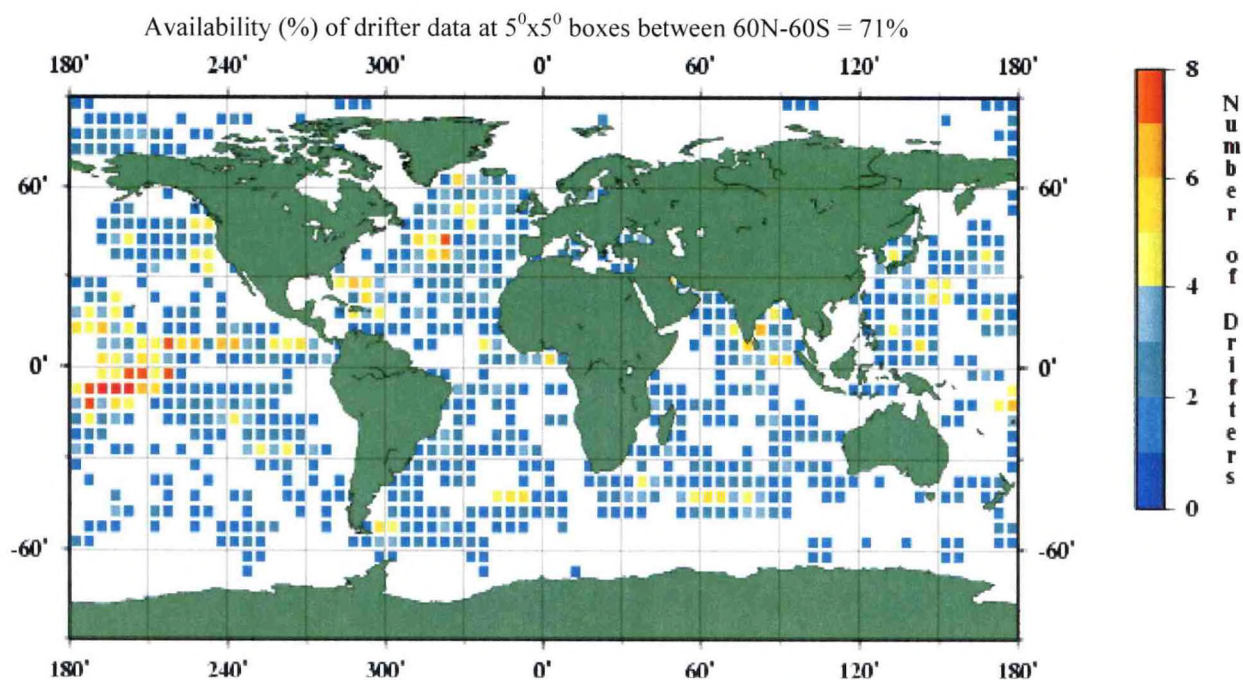 Availability (%) of drifter data at 5⁰x5⁰ boxes between 60N-60S = 71%
180' 240' 300' 0' 60' 120' 180'
60' 60'
0' 0'
-60' -60'
180' 240' 300' 0' 60' 120' 180'
8
6
4
2
0
Number of Drifters